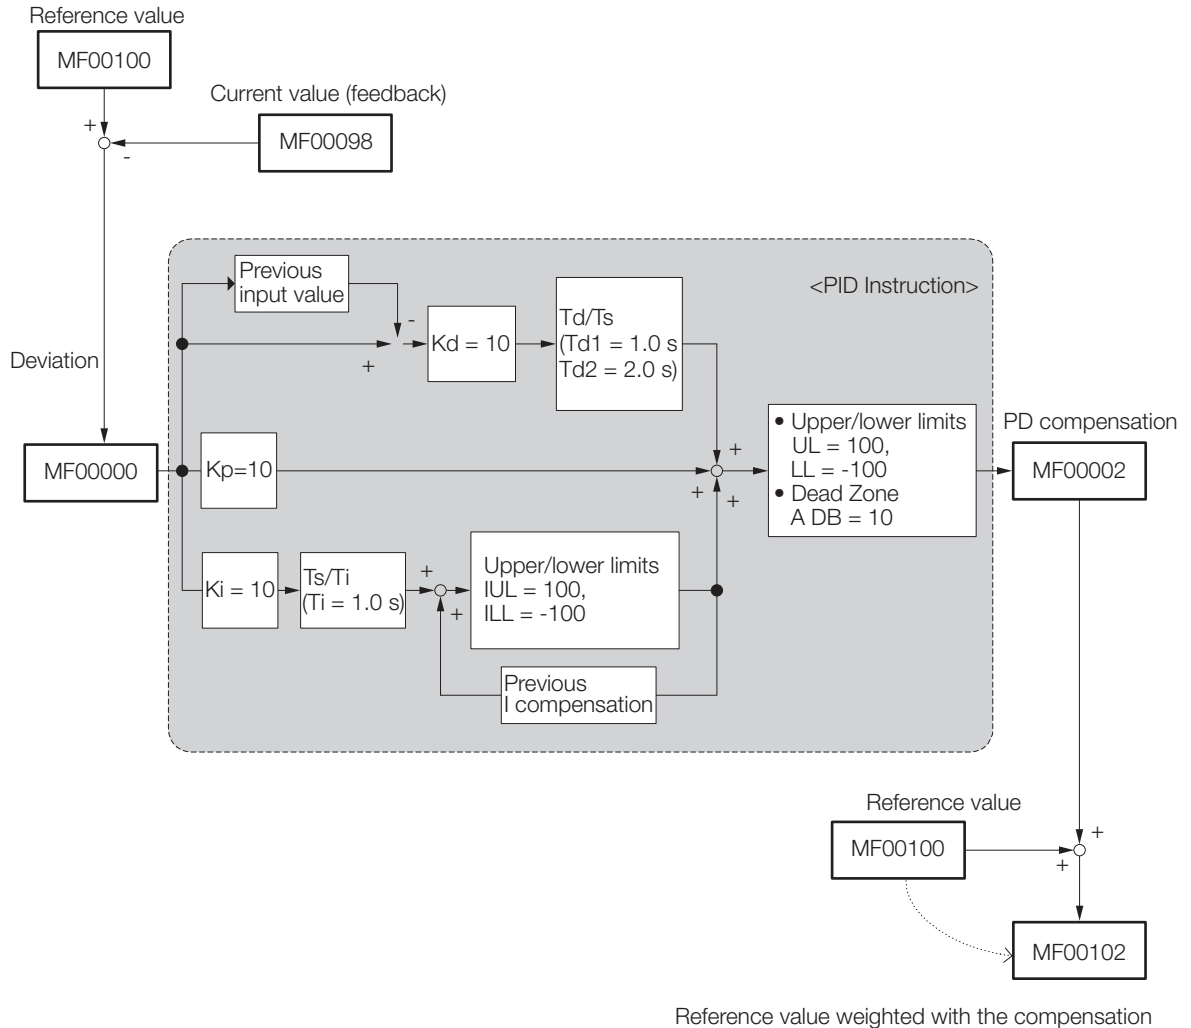 Reference value
MF00100
Current value (feedback)
+
MF00098
-
Previous
input value
<PID Instruction>
-
Td/Ts
(Td1 = 1.0 s
Td2 = 2.0 s)
Kd = 10
+
Deviation
• Upper/lower limits
UL = 100,
LL = -100
• Dead Zone
A DB = 10
PD compensation
+
MF00000
Kp=10
MF00002
+
+
Ki = 10
Ts/Ti
(Ti = 1.0 s)
+
+
Upper/lower limits
IUL = 100,
ILL = -100
Previous
I compensation
Reference value
MF00100
+
+
MF00102
Reference value weighted with the compensation